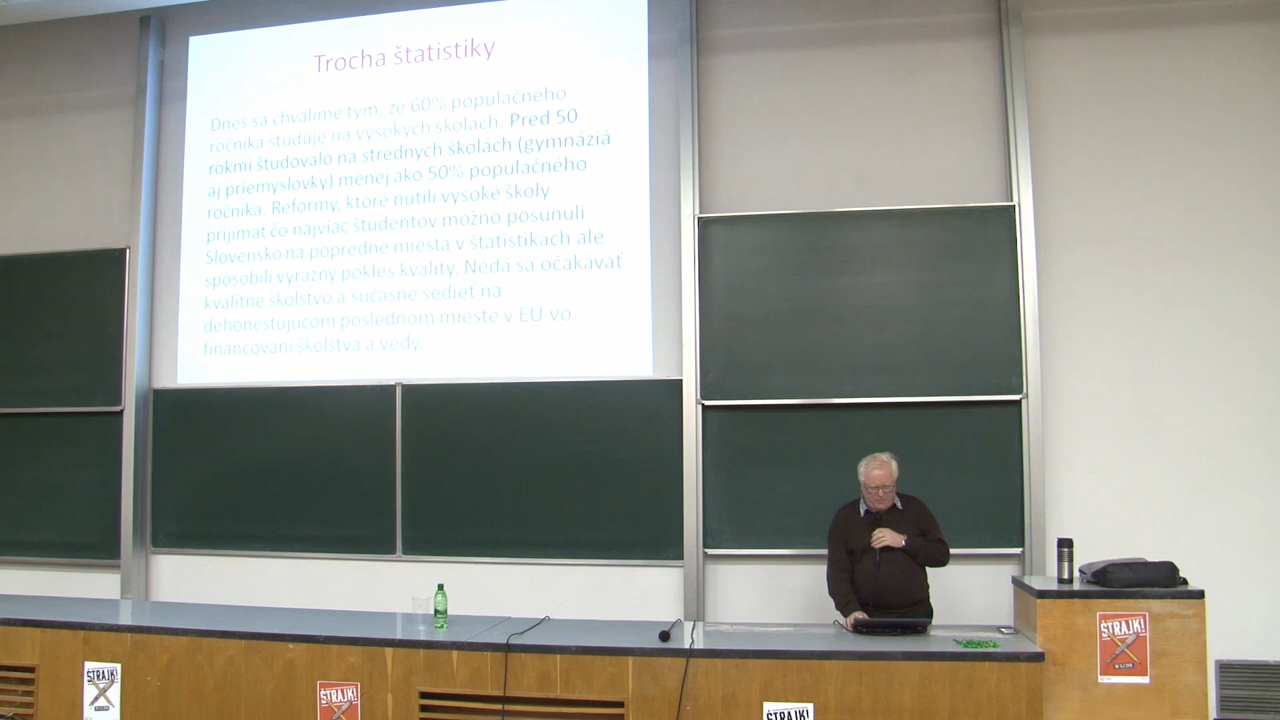 Trocha štatistiky
Dnes sa chválime tým, že 60% populačného
ročníka študuje na vysokých školách. Pred 50
rokmi študovalo na stredných školách (gymnáziá
aj priemyslovky) menej ako 50% populačného
ročníka. Reformy, ktoré nútili vysoké školy
prijímať čo najviac študentov možno posunuli
Slovensko na popredné miesta v štatistikách ale
spôsobili výrazný pokles kvality. Nedá sa očakávať
kvalitné školstvo a súčasne sedieť na
dehonestujúcom poslednom mieste v EÚ vo
financovaní školstva a vedy.
ŠTRAJK!
ŠTRAJK!
ŠTRAJK!
ŠTRAJK!